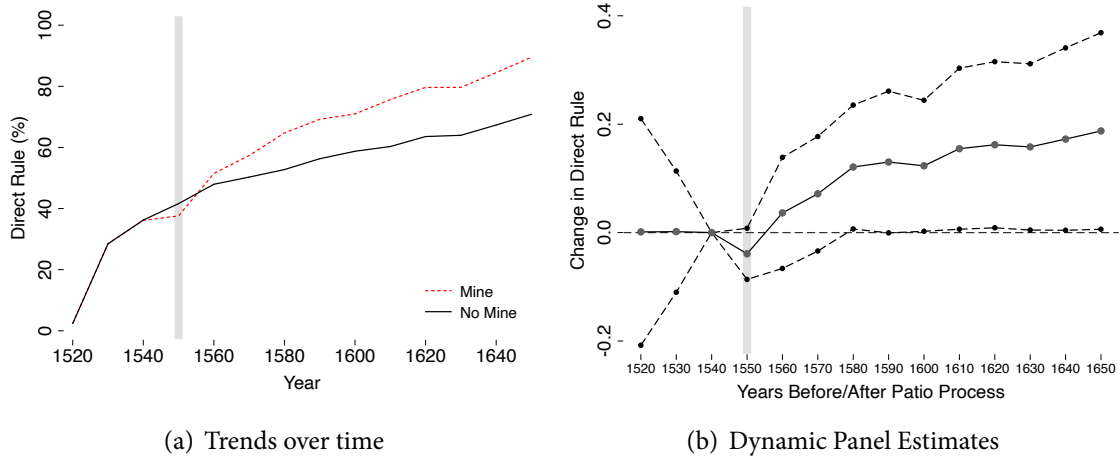 100
80
60
40
20
0
Direct Rule (%)
Mine
No Mine
1520 1540 1560 1580 1600 1620 1640
Year
(a) Trends over time
0.4
0.2
0.0
-0.2
Change in Direct Rule
1520 1530 1540 1550 1560 1570 1580 1590 1600 1610 1620 1630 1640 1650
Years Before/After Patio Process
(b) Dynamic Panel Estimates